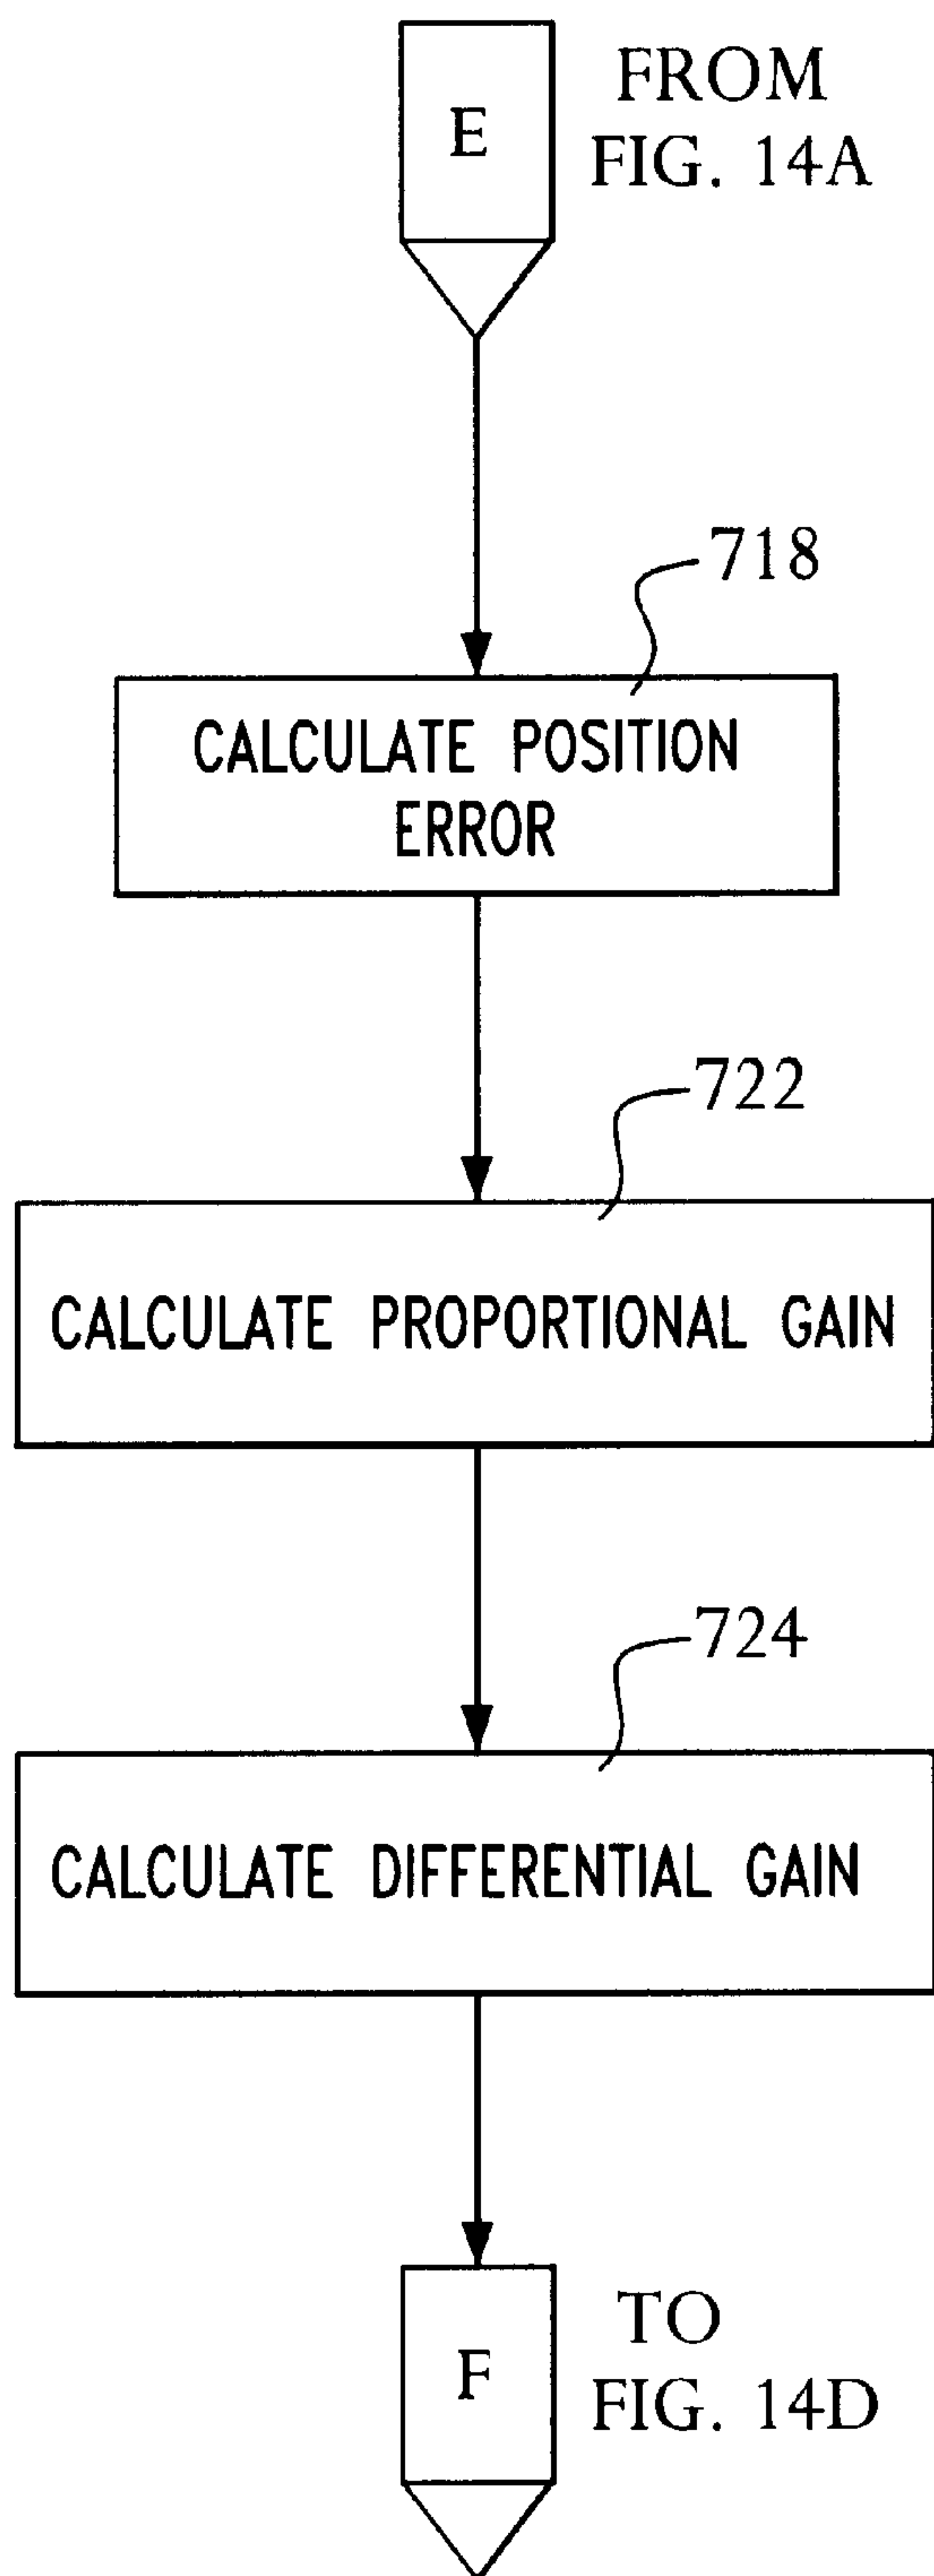 E
FROM
FIG. 14A
718
CALCULATE POSITION
ERROR
722
CALCULATE PROPORTIONAL GAIN
724
CALCULATE DIFFERENTIAL GAIN
F
TO
FIG. 14D